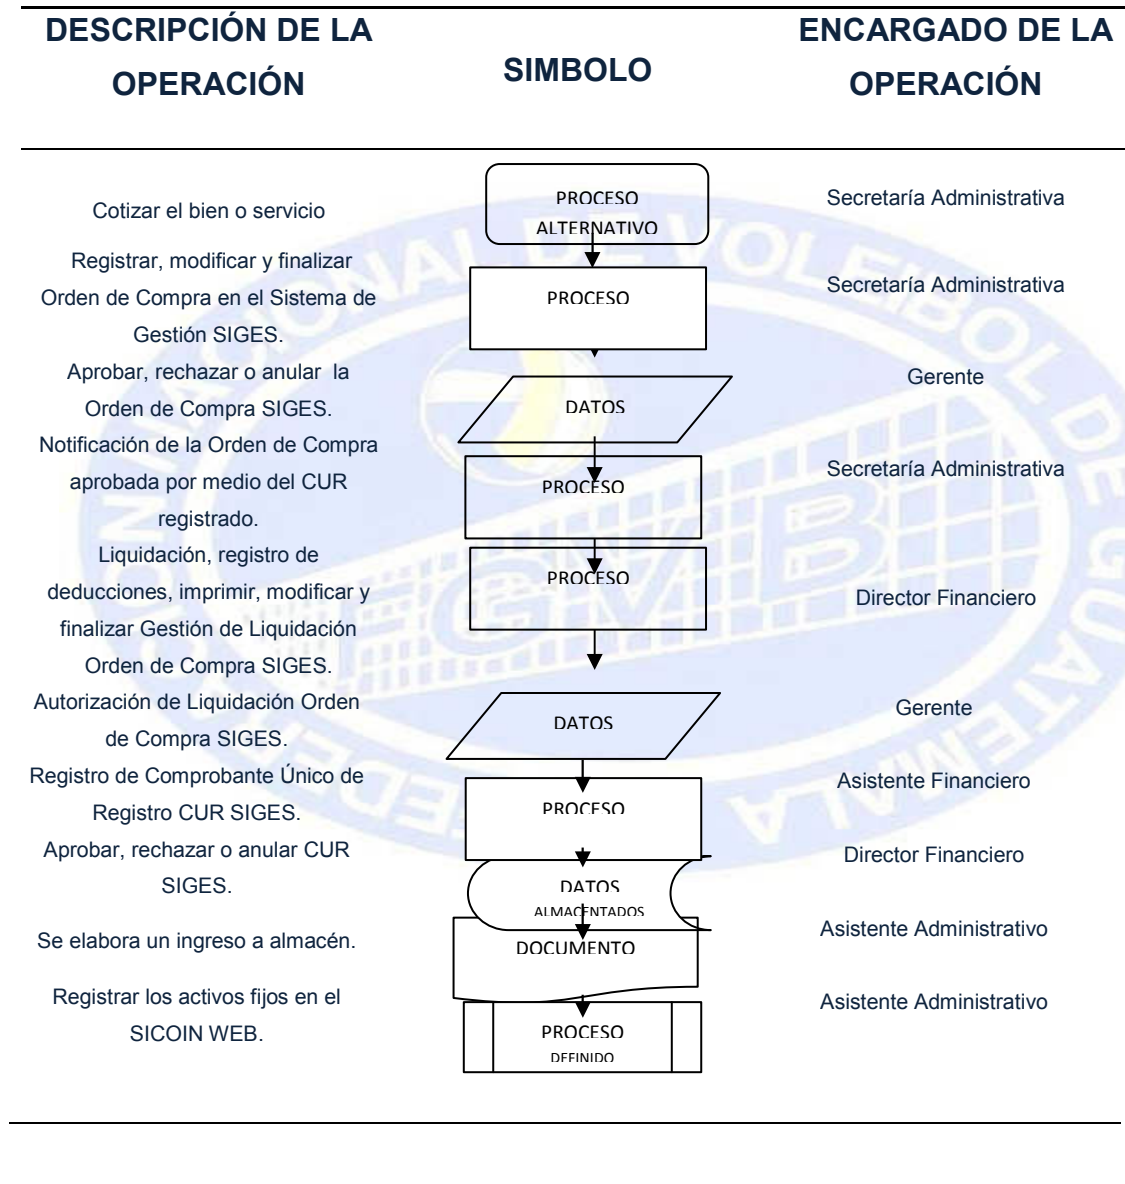 DESCRIPCIÓN DE LA
OPERACIÓN
SIMBOLO
ENCARGADO DE LA
OPERACIÓN
Cotizar el bien o servicio
PROCESO
ALTERNATIVO
Secretaría Administrativa
Registrar, modificar y finalizar
Orden de Compra en el Sistema de
Gestión SIGES.
PROCESO
Secretaría Administrativa
Aprobar, rechazar o anular la
Orden de Compra SIGES.
DATOS
Gerente
Notificación de la Orden de Compra
aprobada por medio del CUR
registrado.
PROCESO
Secretaría Administrativa
Liquidación, registro de
deducciones, imprimir, modificar y
finalizar Gestión de Liquidación
Orden de Compra SIGES.
PROCESO
Director Financiero
Autorización de Liquidación Orden
de Compra SIGES.
DATOS
Gerente
Registro de Comprobante Único de
Registro CUR SIGES.
PROCESO
Asistente Financiero
Aprobar, rechazar o anular CUR
SIGES.
DATOS
ALMACENTADOS
Director Financiero
Se elabora un ingreso a almacén.
DOCUMENTO
Asistente Administrativo
Registrar los activos fijos en el
SICOIN WEB.
PROCESO
DEFINIDO
Asistente Administrativo
NACIONAL DE VOLEIBOL DE GUATEMALA